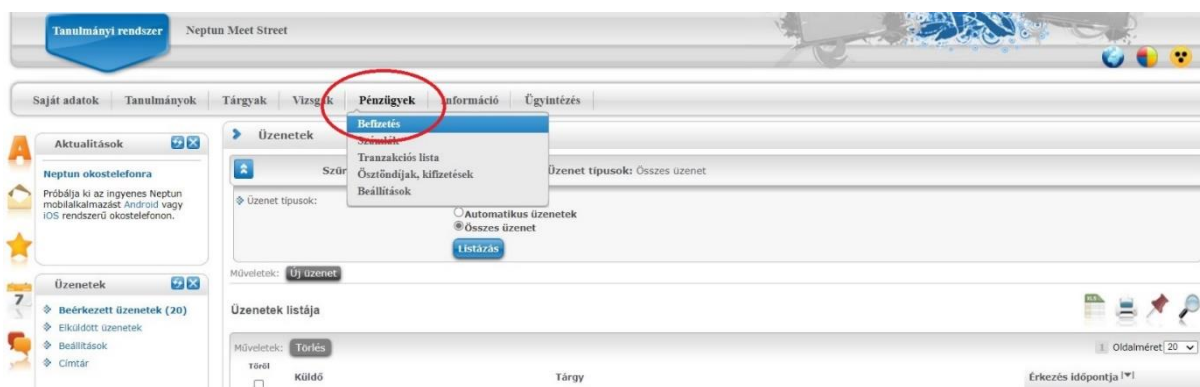 Tanulmányi rendszer
Neptun Meet Street
Saját adatok Tanulmányok Tárgyak Vizsgák Pénzügyek Információ Ügyintézés
Befizetés
Számlák
Tranzakciós lista
Ösztöndíjak, kifizetések
Beállítások
Aktualitások
Neptun okostelefonra
Próbálja ki az ingyenes Neptun
mobilalkalmazást Android vagy
iOS rendszerű okostelefonon.
Üzenetek
Beérkezett üzenetek (20)
Elküldött üzenetek
Beállítások
Címtár
Üzenetek
Üzenet típusok: Összes üzenet
Üzenet típusok:
Automatikus üzenetek
Összes üzenet
Listázás
Műveletek: Új üzenet
Üzenetek listája
Műveletek: Törlés
1 Oldalméret 20
Töröl
Küldő Tárgy Érkezés időpontja